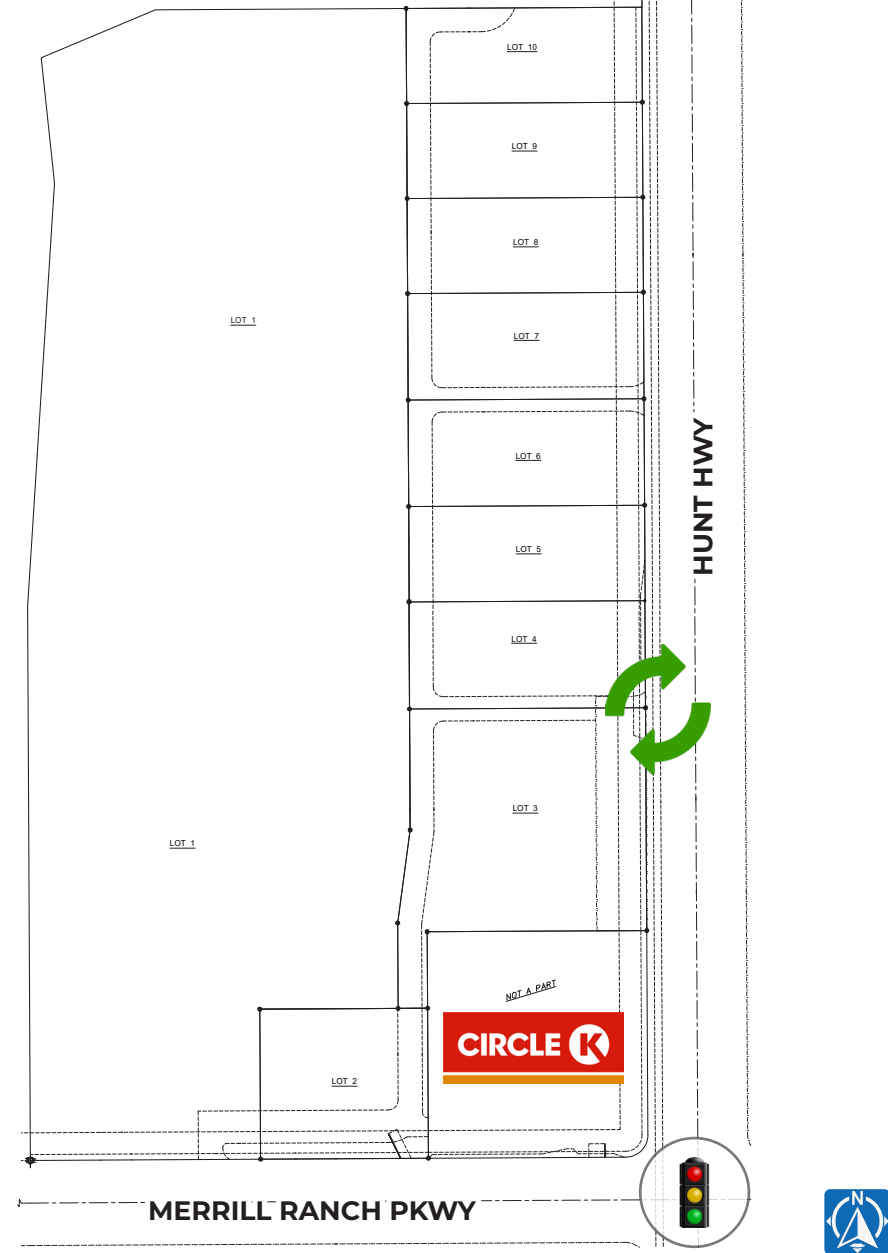 LOT 10
LOT 9
LOT 8
LOT 1
LOT 7
HUNT HWY
LOT 6
LOT 5
LOT 4
LOT 3
LOT 1
NOT A PART
CIRCLE K
LOT 2
MERRILL RANCH PKWY
N